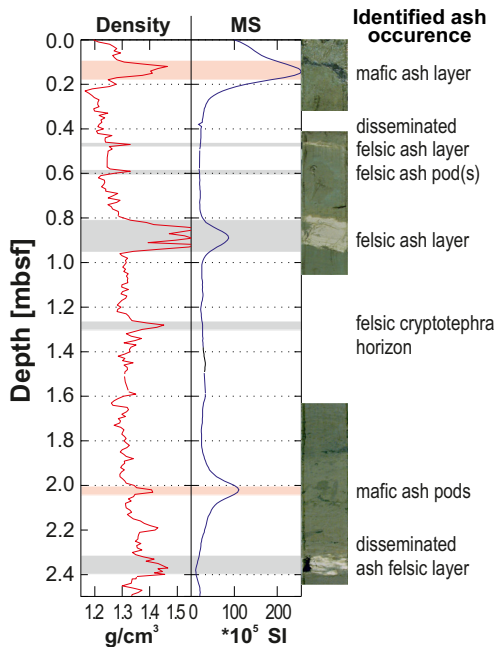 Density
MS
Identified ash
occurence
0.0
0.2
0.4
0.6
0.8
1.0
1.2
1.4
1.6
1.8
2.0
2.2
2.4
Depth [mbsf]
mafic ash layer
disseminated
felsic ash layer
felsic ash pod(s)
felsic ash layer
felsic cryptotephra
horizon
mafic ash pods
disseminated
ash felsic layer
1.2 1.3 1.4 1.5 0 100 200
g/cm³
*10⁵ SI